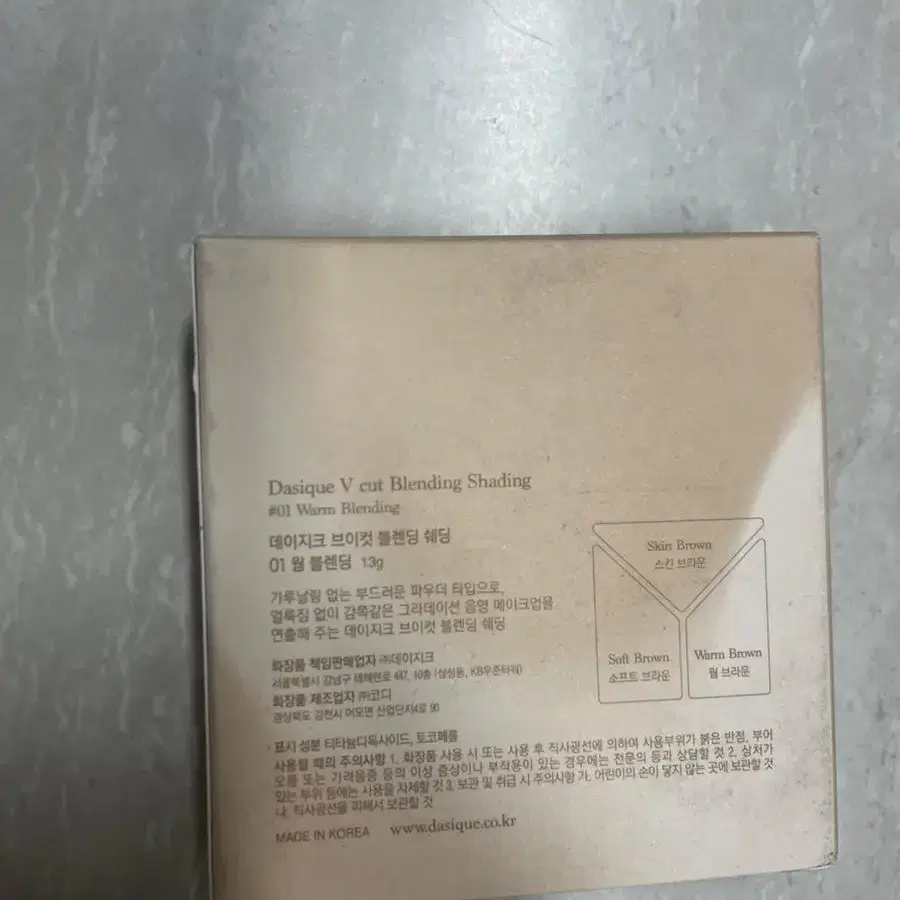 Dasique V cut Blending Shading
#01 Warm Blending
데이지크 브이컷 블렌딩 쉐딩
01 웜 블렌딩 13g
가루날림 없는 부드러운 파우더 타입으로,
얼룩짐 없이 감쪽같은 그라데이션 음영 메이크업을
연출해 주는 데이지크 브이컷 블렌딩 쉐딩
화장품 책임판매업자 ㈜데이지크
서울특별시 강남구 테헤란로 447, 10층 (삼성동, KB우준타워)
화장품 제조업자 ㈜코디
경상북도 김천시 어모면 산업단지4로 90
Skin Brown
스킨 브라운
Soft Brown
소프트 브라운
Warm Brown
웜 브라운
표시 성분 티타늄디옥사이드, 토코페롤
사용할 때의 주의사항 1. 화장품 사용 시 또는 사용 후 직사광선에 의하여 사용부위가 붉은 반점, 부어
오름 또는 가려움증 등의 이상 증상이나 부작용이 있는 경우에는 전문의 등과 상담할 것 2. 상처가
있는 부위 등에는 사용을 자제할 것 3. 보관 및 취급 시 주의사항 가. 어린이의 손이 닿지 않는 곳에 보관할 것
나. 직사광선을 피해서 보관할 것
MADE IN KOREA www.dasique.co.kr